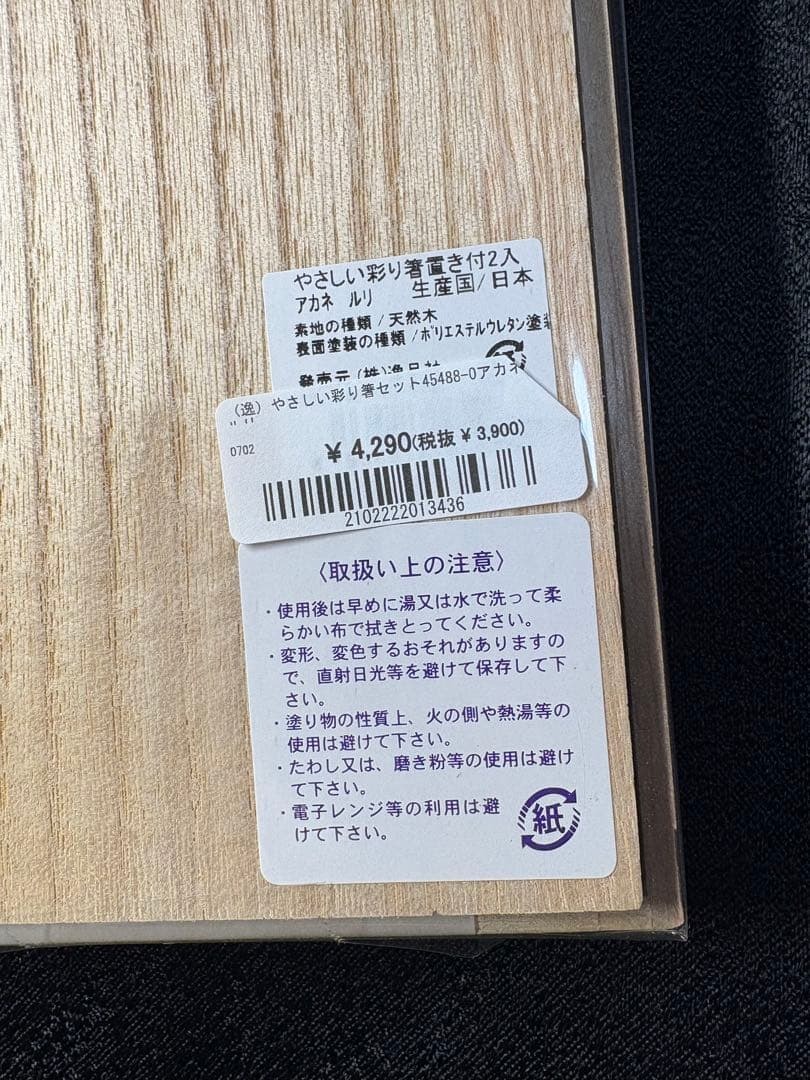 やさしい彩り箸置き付2入
アカネ ルリ 生産国/日本
素地の種類/天然木
表面塗装の種類/ポリエステルウレタン塗装
発売元 (株)逸品社
(逸) やさしい彩り箸セット45488-0アカネ
0702
¥4,290(税抜¥3,900)
2102222013436
〈取扱い上の注意〉
・使用後は早めに湯又は水で洗って柔
らかい布で拭きとってください。
・変形、変色するおそれがありますの
で、直射日光等を避けて保存して下
さい。
・塗り物の性質上、火の側や熱湯等の
使用は避けて下さい。
・たわし又は、磨き粉等の使用は避け
て下さい。
・電子レンジ等の利用は避
けて下さい。
紙